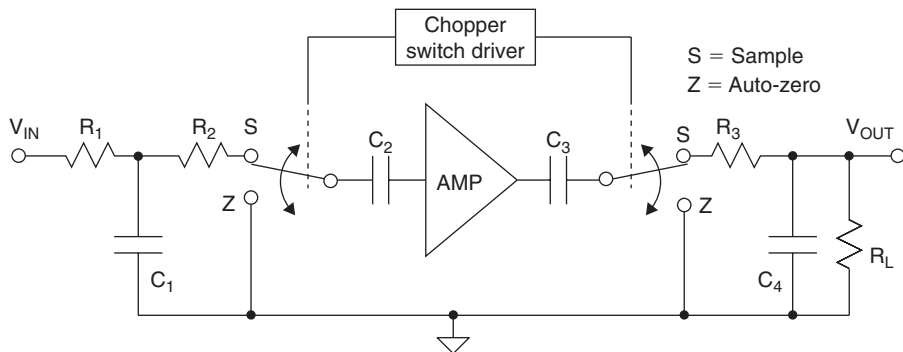 Chopper
switch driver
S = Sample
Z = Auto-zero
V_IN
R_1
R_2
S
C_2
C_3
S
R_3
V_OUT
AMP
Z
Z
C_1
C_4
R_L